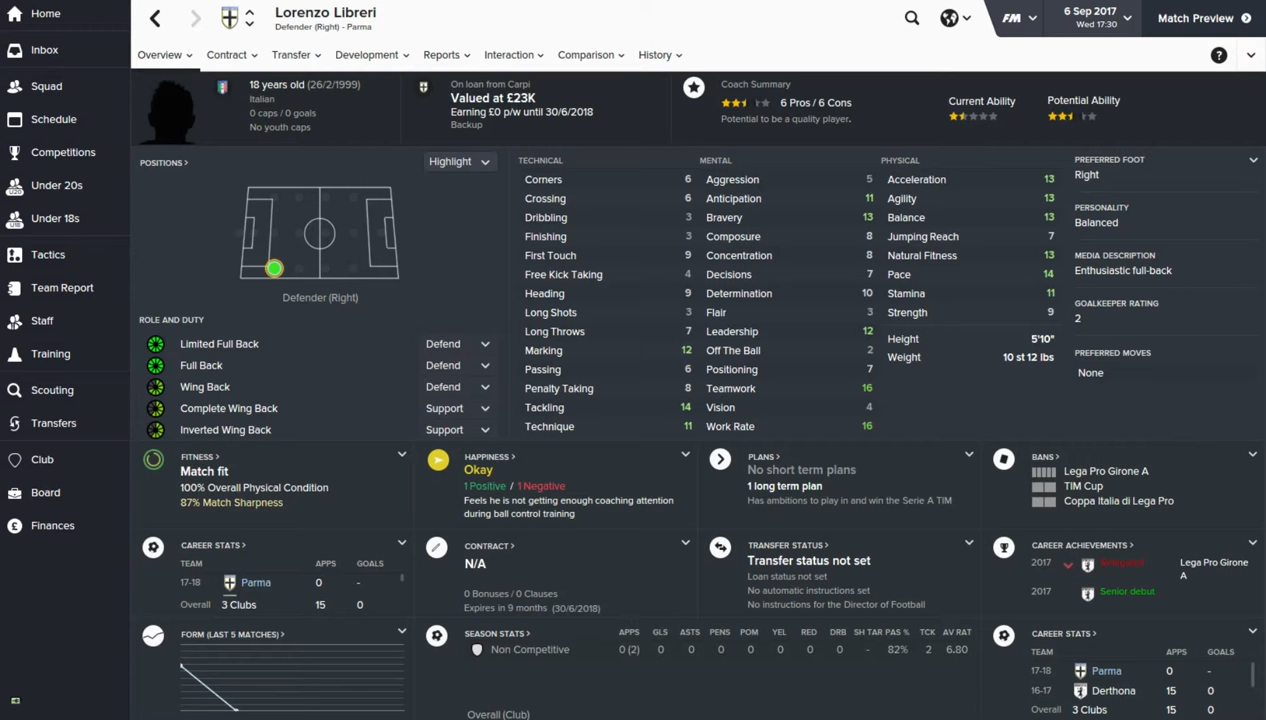 Home
Inbox
Squad
Schedule
Competitions
Under 20s
U20
Under 18s
U18
Tactics
Team Report
Staff
Training
Scouting
Transfers
Club
Board
Finances
Lorenzo Libreri
Defender (Right) - Parma
FM
6 Sep 2017
Wed 17:30
Match Preview
Overview Contract Transfer Development Reports Interaction Comparison History
?
18 years old (26/2/1999)
Italian
0 caps / 0 goals
No youth caps
On loan from Carpi
Valued at £23K
Earning £0 p/w until 30/6/2018
Backup
Coach Summary
6 Pros / 6 Cons
Potential to be a quality player.
Current Ability
Potential Ability
POSITIONS >
Highlight
Defender (Right)
ROLE AND DUTY
Limited Full Back Defend
Full Back Defend
Wing Back Defend
Complete Wing Back Support
Inverted Wing Back Support
TECHNICAL
Corners 6
Crossing 6
Dribbling 3
Finishing 3
First Touch 9
Free Kick Taking 4
Heading 9
Long Shots 3
Long Throws 7
Marking 12
Passing 6
Penalty Taking 8
Tackling 14
Technique 11
MENTAL
Aggression 5
Anticipation 11
Bravery 13
Composure 8
Concentration 8
Decisions 7
Determination 10
Flair 3
Leadership 12
Off The Ball 2
Positioning 7
Teamwork 16
Vision 4
Work Rate 16
PHYSICAL
Acceleration 13
Agility 13
Balance 13
Jumping Reach 7
Natural Fitness 13
Pace 14
Stamina 11
Strength 9
Height 5'10"
Weight 10 st 12 lbs
PREFERRED FOOT
Right
PERSONALITY
Balanced
MEDIA DESCRIPTION
Enthusiastic full-back
GOALKEEPER RATING
2
PREFERRED MOVES
None
FITNESS >
Match fit
100% Overall Physical Condition
87% Match Sharpness
HAPPINESS >
Okay
1 Positive / 1 Negative
Feels he is not getting enough coaching attention
during ball control training
PLANS >
No short term plans
1 long term plan
Has ambitions to play in and win the Serie A TIM
BANS >
Lega Pro Girone A
TIM Cup
Coppa Italia di Lega Pro
CAREER STATS >
TEAM APPS GOALS
17-18 Parma 0 -
Overall 3 Clubs 15 0
CONTRACT >
N/A
0 Bonuses / 0 Clauses
Expires in 9 months (30/6/2018)
TRANSFER STATUS >
Transfer status not set
Loan status not set
No automatic instructions set
No instructions for the Director of Football
CAREER ACHIEVEMENTS >
2017 Lega Pro Girone
A
2017 Senior debut
FORM (LAST 5 MATCHES) >
SEASON STATS > APPS GLS ASTS PENS POM YEL RED DRB SH TAR PAS % TCK AV RAT
Non Competitive 0 (2) 0 0 0 0 0 0 0 - 82% 2 6.80
Overall (Club)
CAREER STATS >
TEAM APPS GOALS
17-18 Parma 0 -
16-17 Derthona 15 0
Overall 3 Clubs 15 0